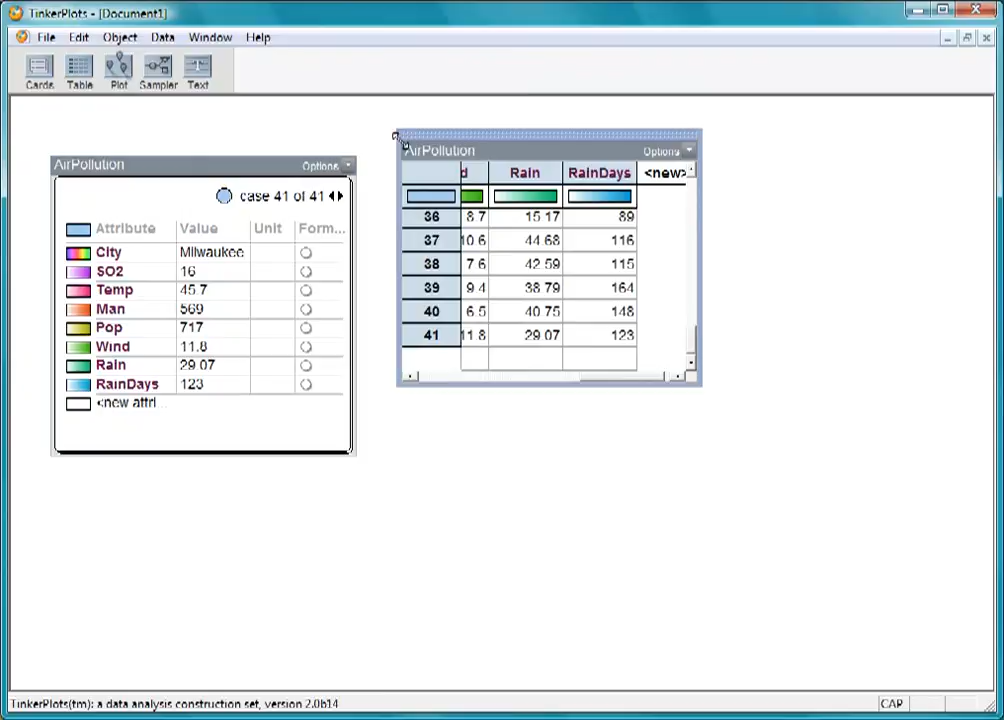 TinkerPlots - [Document1]
File Edit Object Data Window Help
Cards Table Plot Sampler Text
AirPollution Options
case 41 of 41
Attribute Value Unit Form...
City Milwaukee
SO2 16
Temp 45.7
Man 569
Pop 717
Wind 11.8
Rain 29.07
RainDays 123
<new attri...
AirPollution Options
d Rain RainDays <new>
36 8.7 15.17 89
37 10.6 44.68 116
38 7.6 42.59 115
39 9.4 38.79 164
40 6.5 40.75 148
41 11.8 29.07 123
TinkerPlots(tm): a data analysis construction set, version 2.0b14
CAP